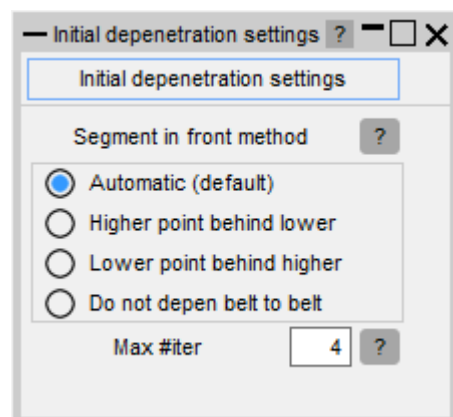 Initial depenetration settings ?
Initial depenetration settings
Segment in front method ?
Automatic (default)
Higher point behind lower
Lower point behind higher
Do not depen belt to belt
Max #iter 4 ?